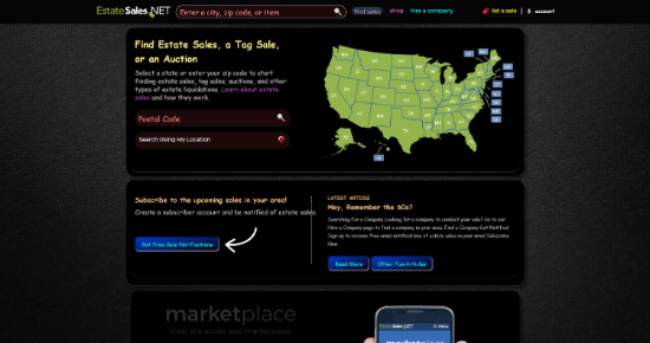 EstateSales.NET
Enter a city, zip code, or item
find sales
shop
hire a company
list a sale
account
Find Estate Sales, a Tag Sale,
or an Auction
Select a state or enter your zip code to start
finding estate sales, tag sales, auctions, and other
types of estate liquidations. Learn about estate
sales and how they work.
Postal Code
Search Using My Location
Subscribe to the upcoming sales in your area!
Create a subscriber account and be notified of estate sales.
Get Free Sale Notifications
LATEST ARTICLE
Hey, Remember the 80s?
Searching For a Company Looking for a company to conduct your sale? Go to our
Hire a Company page to find a company in your area. Find a Company Get Notified
Sign up to receive free email notifications of estate sales in your area! Subscribe
Now
Read More
Other Fun Articles
marketplace
shop the estate sale marketplace
EstateSales.NET
Menu
marketplace